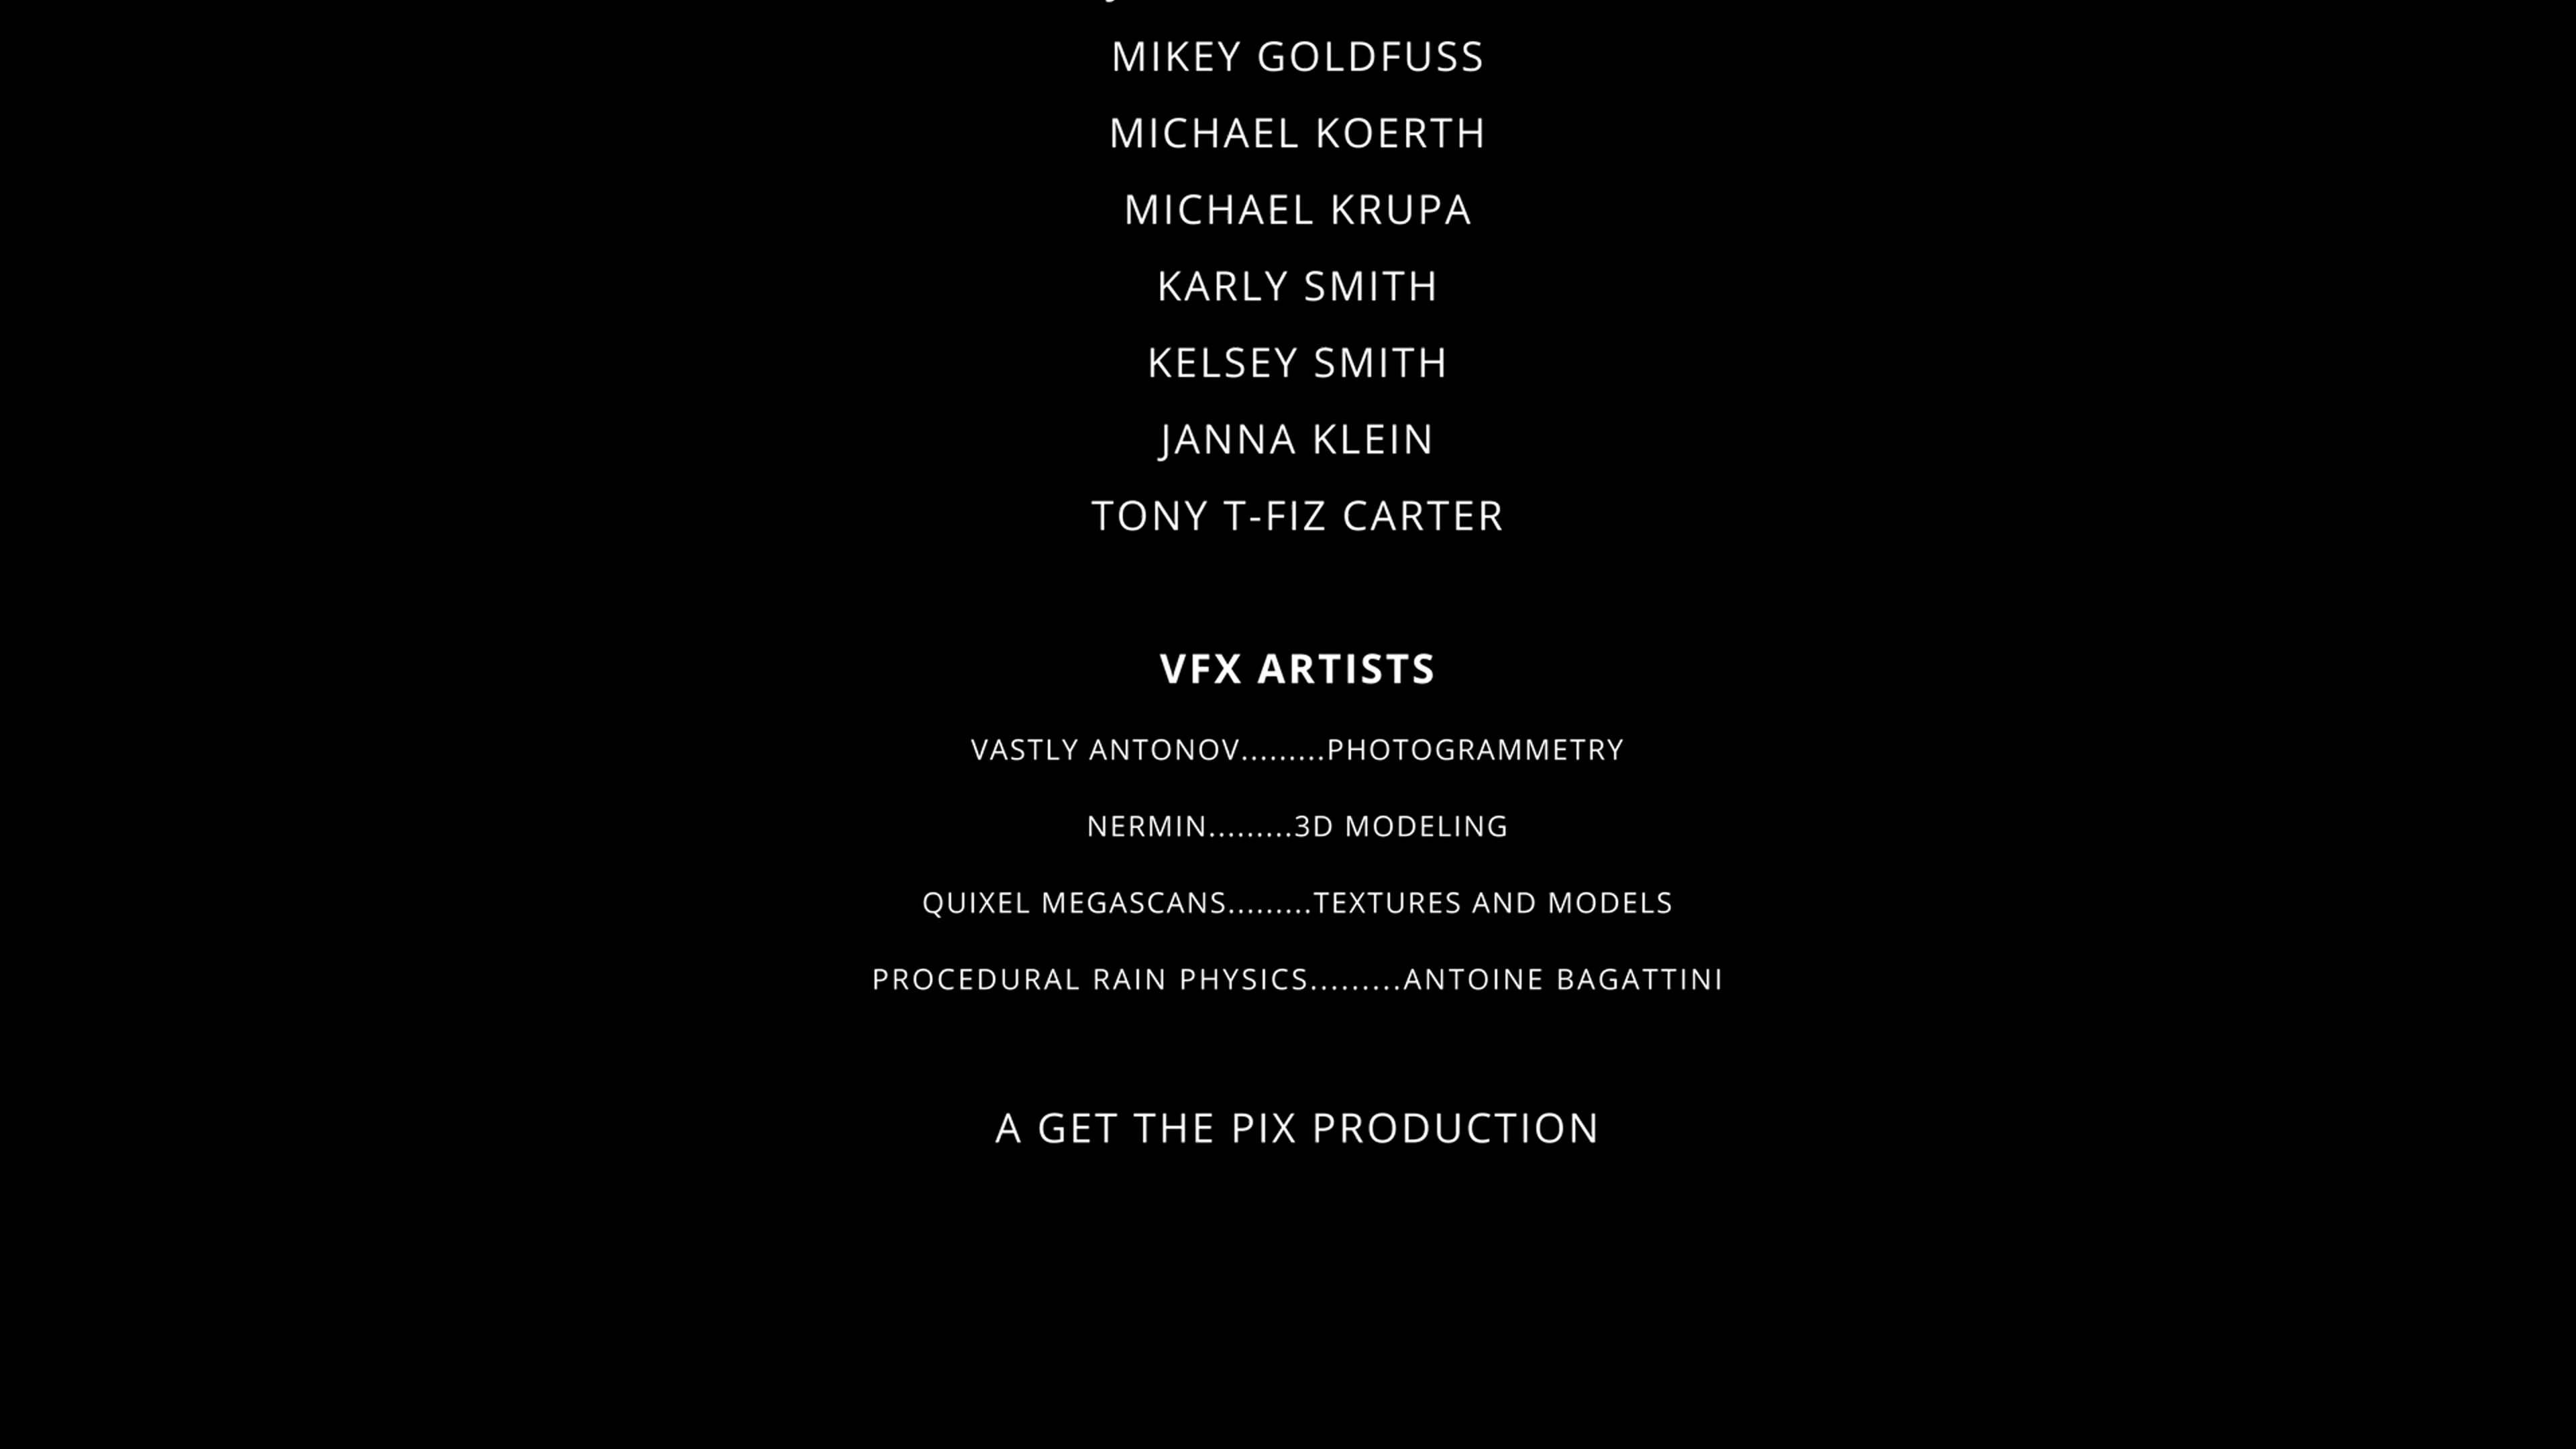 MIKEY GOLDFUSS
MICHAEL KOERTH
MICHAEL KRUPA
KARLY SMITH
KELSEY SMITH
JANNA KLEIN
TONY T-FIZ CARTER
VFX ARTISTS
VASTLY ANTONOV.........PHOTOGRAMMETRY
NERMIN.........3D MODELING
QUIXEL MEGASCANS.........TEXTURES AND MODELS
PROCEDURAL RAIN PHYSICS.........ANTOINE BAGATTINI
A GET THE PIX PRODUCTION